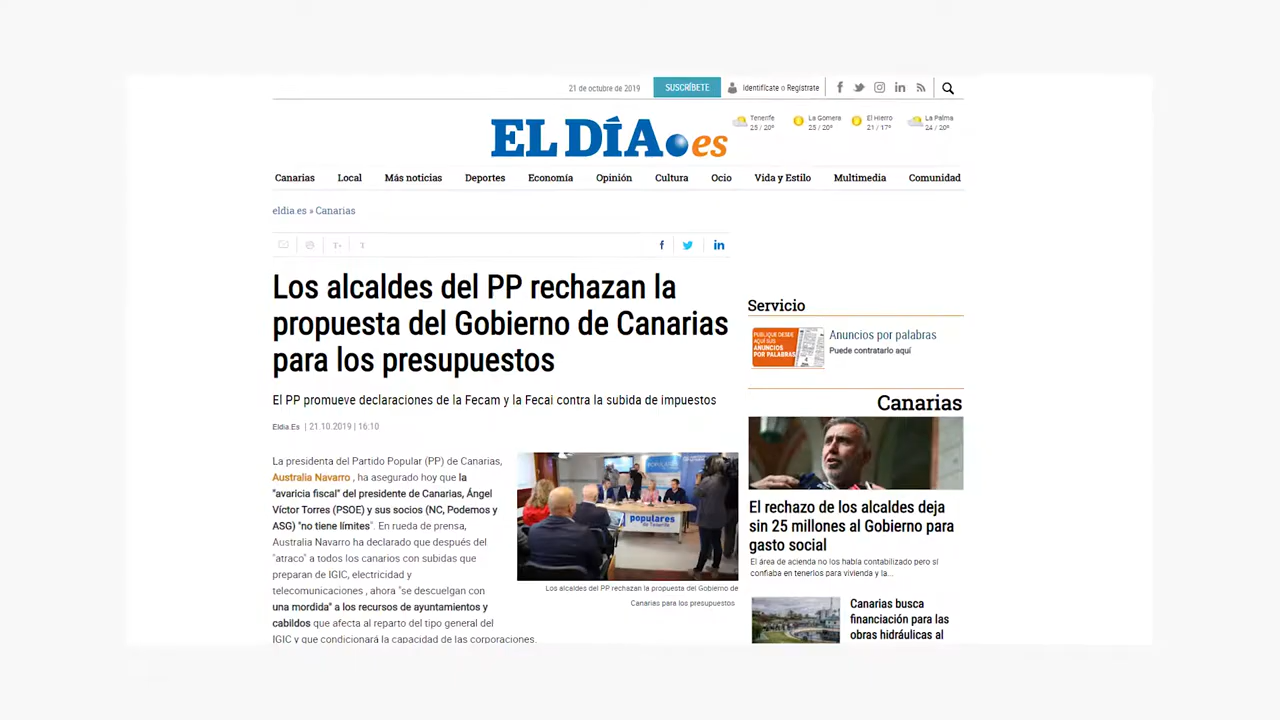 21 de octubre de 2019
SUSCRÍBETE
Identifícate o Regístrate
EL DÍA.es
Tenerife
25 / 20º
La Gomera
25 / 20º
El Hierro
21 / 17º
La Palma
24 / 20º
Canarias Local Más noticias Deportes Economía Opinión Cultura Ocio Vida y Estilo Multimedia Comunidad
eldia.es » Canarias
Los alcaldes del PP rechazan la
propuesta del Gobierno de Canarias
para los presupuestos
El PP promueve declaraciones de la Fecam y la Fecai contra la subida de impuestos
Eldia.Es | 21.10.2019 | 16:10
La presidenta del Partido Popular (PP) de Canarias,
Australia Navarro , ha asegurado hoy que la
"avaricia fiscal" del presidente de Canarias, Ángel
Víctor Torres (PSOE) y sus socios (NC, Podemos y
ASG) "no tiene límites". En rueda de prensa,
Australia Navarro ha declarado que después del
"atraco" a todos los canarios con subidas que
preparan de IGIC, electricidad y
telecomunicaciones , ahora "se descuelgan con
una mordida" a los recursos de ayuntamientos y
cabildos que afecta al reparto del tipo general del
IGIC y que condicionará la capacidad de las corporaciones.
populares
de Tenerife
Los alcaldes del PP rechazan la propuesta del Gobierno de
Canarias para los presupuestos
Servicio
PUBLIQUE DESDE
AQUÍ SUS
ANUNCIOS
POR PALABRAS
Anuncios por palabras
Puede contratarlo aquí
Canarias
El rechazo de los alcaldes deja
sin 25 millones al Gobierno para
gasto social
El área de acienda no los había contabilizado pero sí
confiaba en tenerlos para vivienda y la...
Canarias busca
financiación para las
obras hidráulicas al